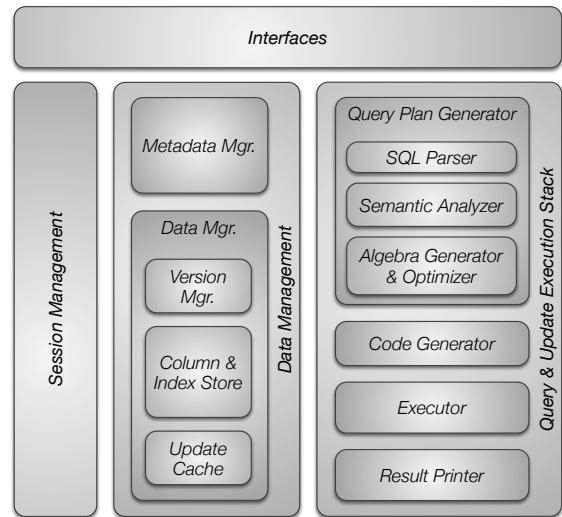 Interfaces
Session Management
Metadata Mgr.
Data Mgr.
Version
Mgr.
Column &
Index Store
Update
Cache
Data Management
Query Plan Generator
SQL Parser
Semantic Analyzer
Algebra Generator
& Optimizer
Code Generator
Executor
Result Printer
Query & Update Execution Stack